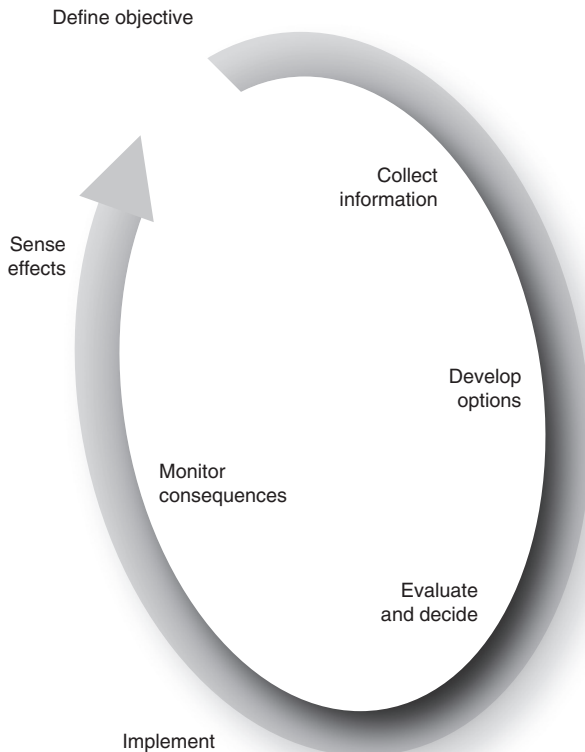 Define objective
Collect
information
Develop
options
Evaluate
and decide
Implement
Monitor
consequences
Sense
effects